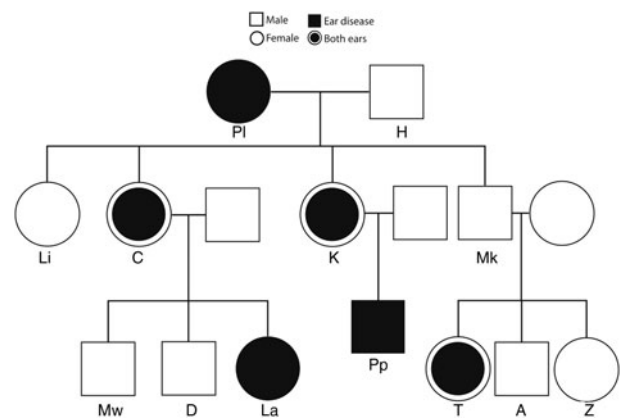 Male Ear disease
Female Both ears
Pl H
Li C K Mk
Mw D La Pp T A Z